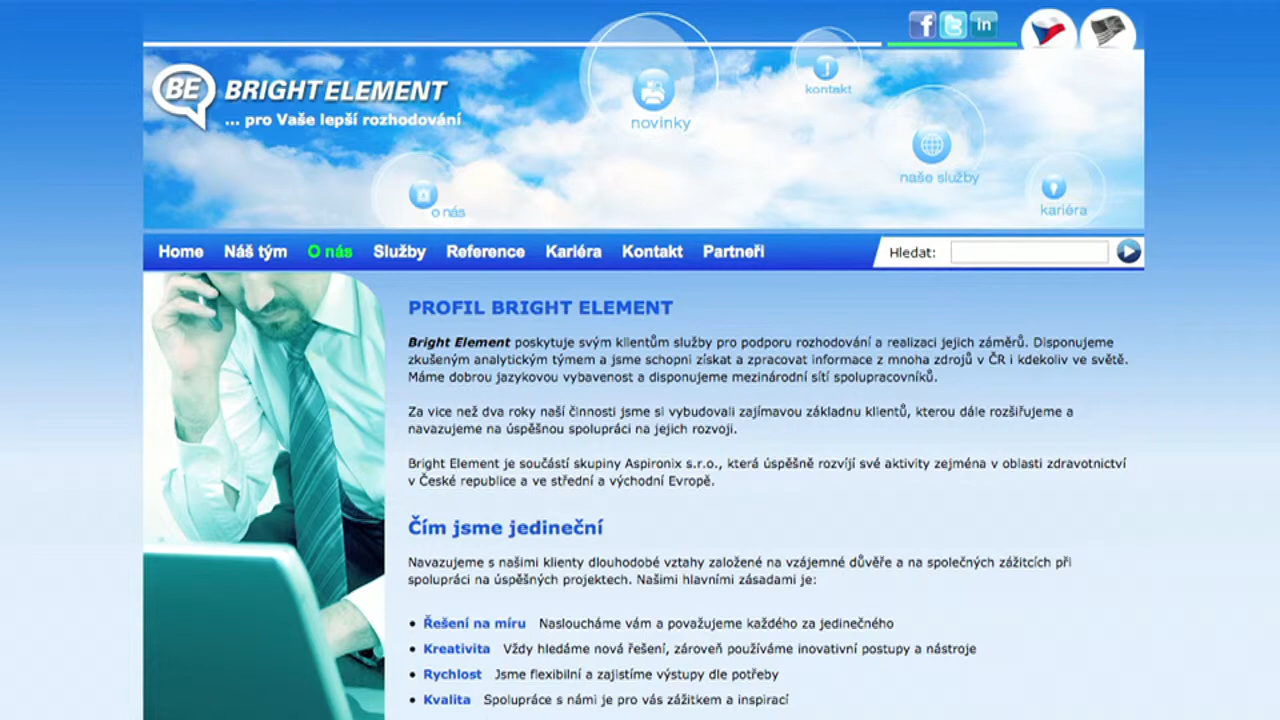 BE BRIGHT ELEMENT
... pro Vaše lepší rozhodování
f t in
novinky
kontakt
naše služby
o nás
kariéra
Home Náš tým O nás Služby Reference Kariéra Kontakt Partneři Hledat:
PROFIL BRIGHT ELEMENT
Bright Element poskytuje svým klientům služby pro podporu rozhodování a realizaci jejich záměrů. Disponujeme
zkušeným analytickým týmem a jsme schopni získat a zpracovat informace z mnoha zdrojů v ČR i kdekoliv ve světě.
Máme dobrou jazykovou vybavenost a disponujeme mezinárodní sítí spolupracovníků.
Za vice než dva roky naší činnosti jsme si vybudovali zajímavou základnu klientů, kterou dále rozšiřujeme a
navazujeme na úspěšnou spolupráci na jejich rozvoji.
Bright Element je součástí skupiny Aspironix s.r.o., která úspěšně rozvíjí své aktivity zejména v oblasti zdravotnictví
v České republice a ve střední a východní Evropě.
Čím jsme jedineční
Navazujeme s našimi klienty dlouhodobé vztahy založené na vzájemné důvěře a na společných zážitcích při
spolupráci na úspěšných projektech. Našimi hlavními zásadami je:
• Řešení na míru Nasloucháme vám a považujeme každého za jedinečného
• Kreativita Vždy hledáme nová řešení, zároveň používáme inovativní postupy a nástroje
• Rychlost Jsme flexibilní a zajistíme výstupy dle potřeby
• Kvalita Spolupráce s námi je pro vás zážitkem a inspirací